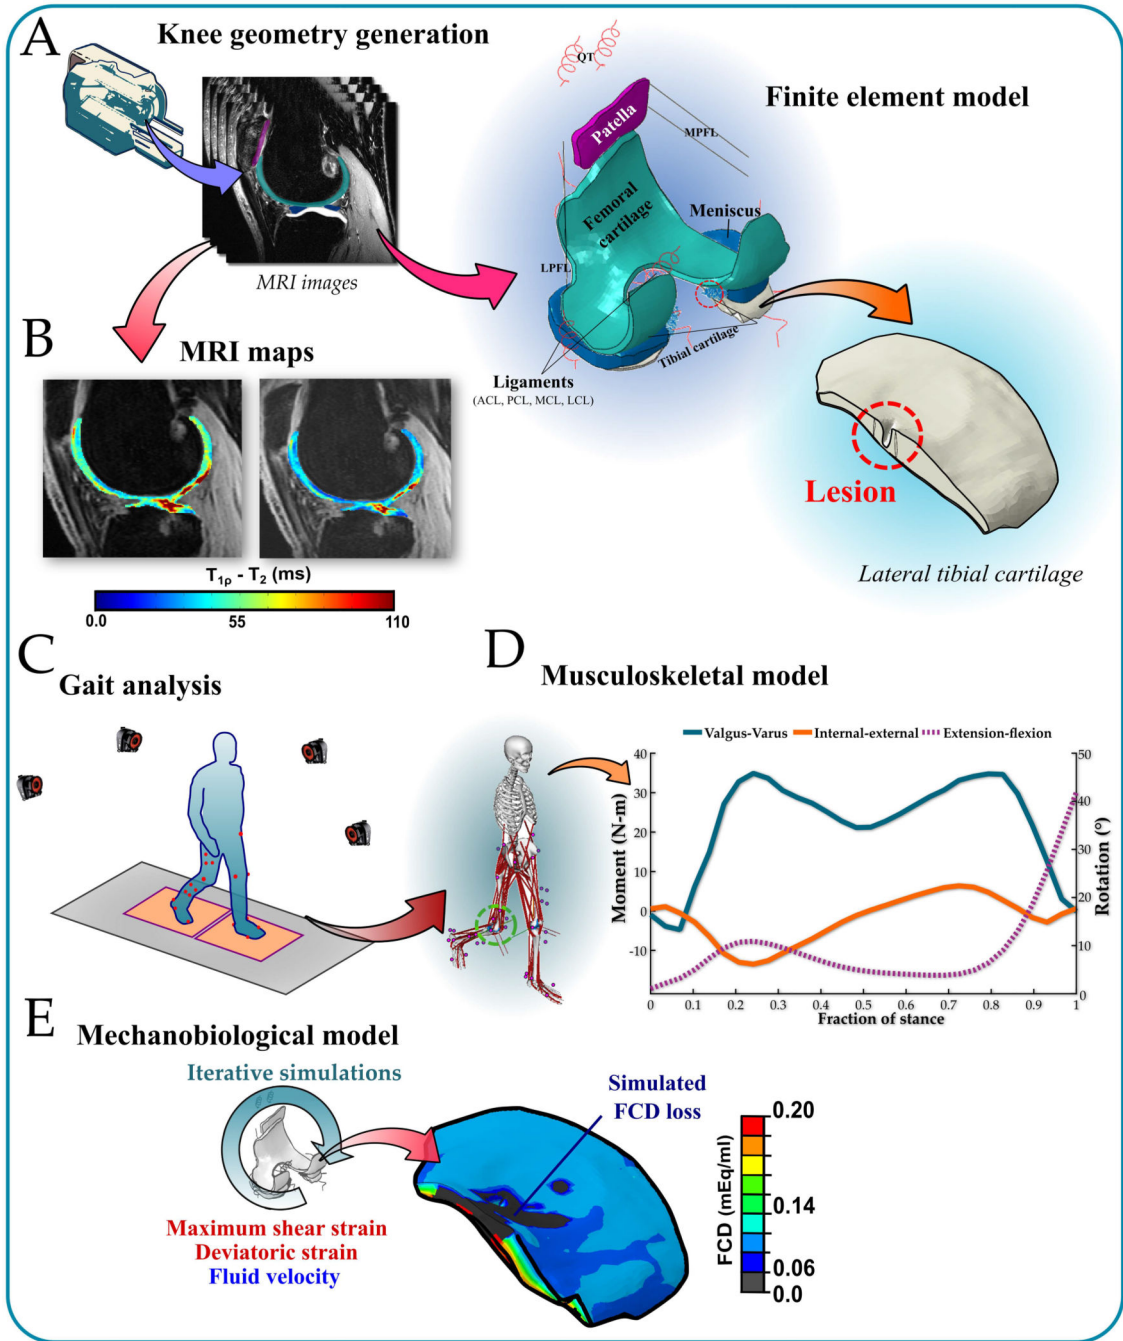 A
Knee geometry generation
MRI images
Finite element model
QT
Patella
MPFL
Femoral
cartilage
Meniscus
LPFL
Tibial cartilage
Ligaments
(ACL, PCL, MCL, LCL)
Lesion
Lateral tibial cartilage
B
MRI maps
T1ρ - T2 (ms)
0.0 55 110
C
Gait analysis
D
Musculoskeletal model
Valgus-Varus Internal-external Extension-flexion
Moment (N-m)
40
30
20
10
0
-10
Rotation (°)
50
40
30
20
10
0
0 0.1 0.2 0.3 0.4 0.5 0.6 0.7 0.8 0.9 1
Fraction of stance
E
Mechanobiological model
Iterative simulations
Maximum shear strain
Deviatoric strain
Fluid velocity
Simulated
FCD loss
FCD (mEq/ml)
0.20
0.14
0.06
0.0